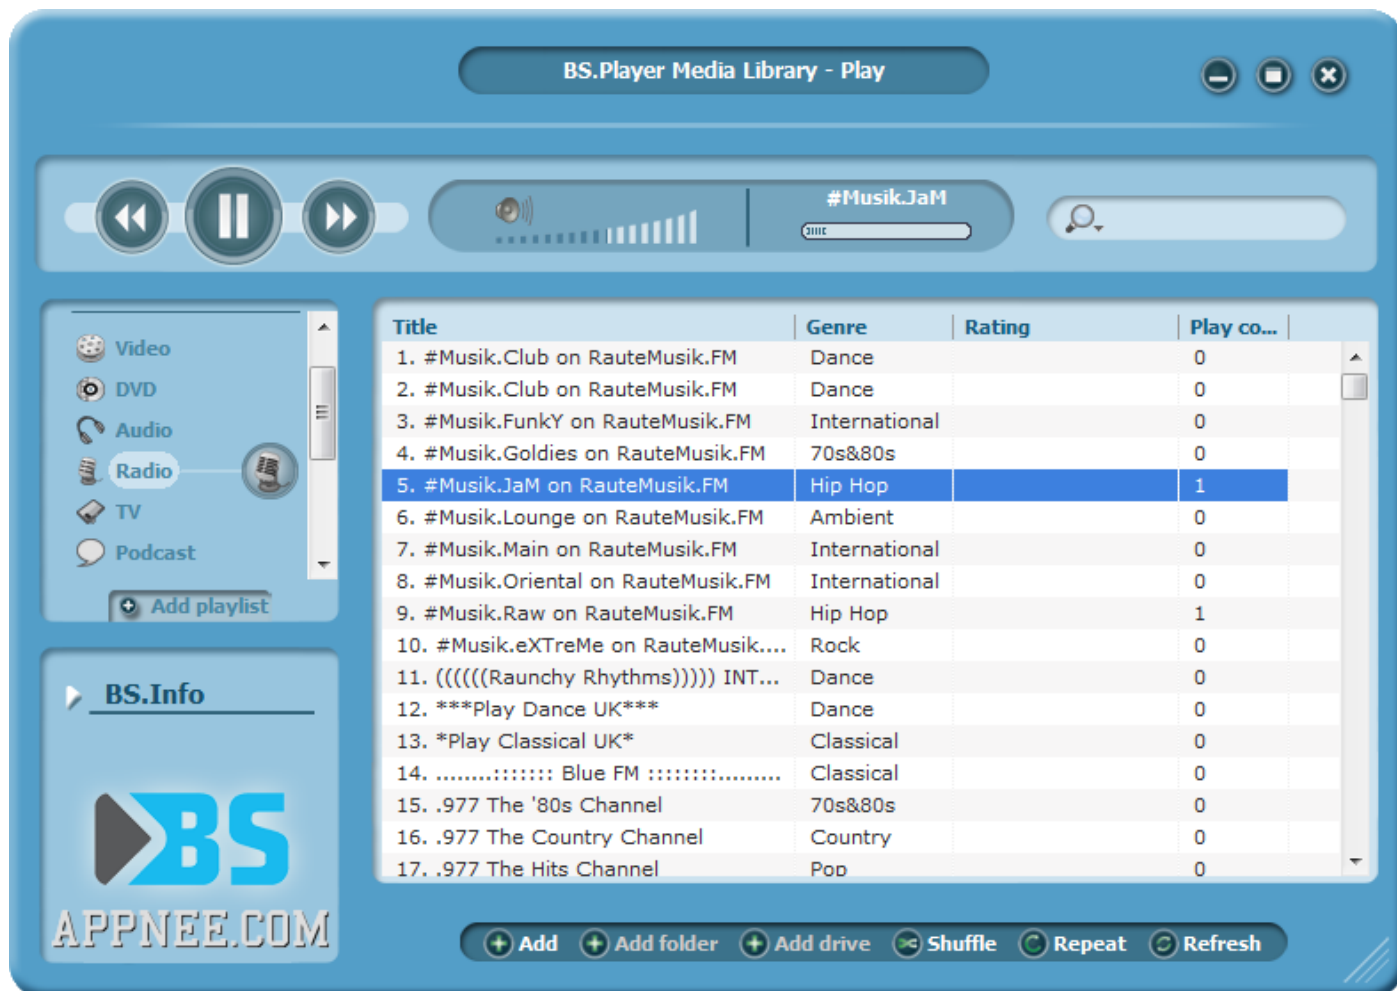 BS.Player Media Library - Play
#Musik.JaM
Video
DVD
Audio
Radio
TV
Podcast
Add playlist
BS.Info
BS
APPNEE.COM
Title Genre Rating Play co...
1. #Musik.Club on RauteMusik.FM Dance 0
2. #Musik.Club on RauteMusik.FM Dance 0
3. #Musik.FunkY on RauteMusik.FM International 0
4. #Musik.Goldies on RauteMusik.FM 70s&80s 0
5. #Musik.JaM on RauteMusik.FM Hip Hop 1
6. #Musik.Lounge on RauteMusik.FM Ambient 0
7. #Musik.Main on RauteMusik.FM International 0
8. #Musik.Oriental on RauteMusik.FM International 0
9. #Musik.Raw on RauteMusik.FM Hip Hop 1
10. #Musik.eXTreMe on RauteMusik.... Rock 0
11. ((((((Raunchy Rhythms))))) INT... Dance 0
12. ***Play Dance UK*** Dance 0
13. *Play Classical UK* Classical 0
14. ........::::::: Blue FM ::::::::......... Classical 0
15. .977 The '80s Channel 70s&80s 0
16. .977 The Country Channel Country 0
17. .977 The Hits Channel Pop 0
Add Add folder Add drive Shuffle Repeat Refresh